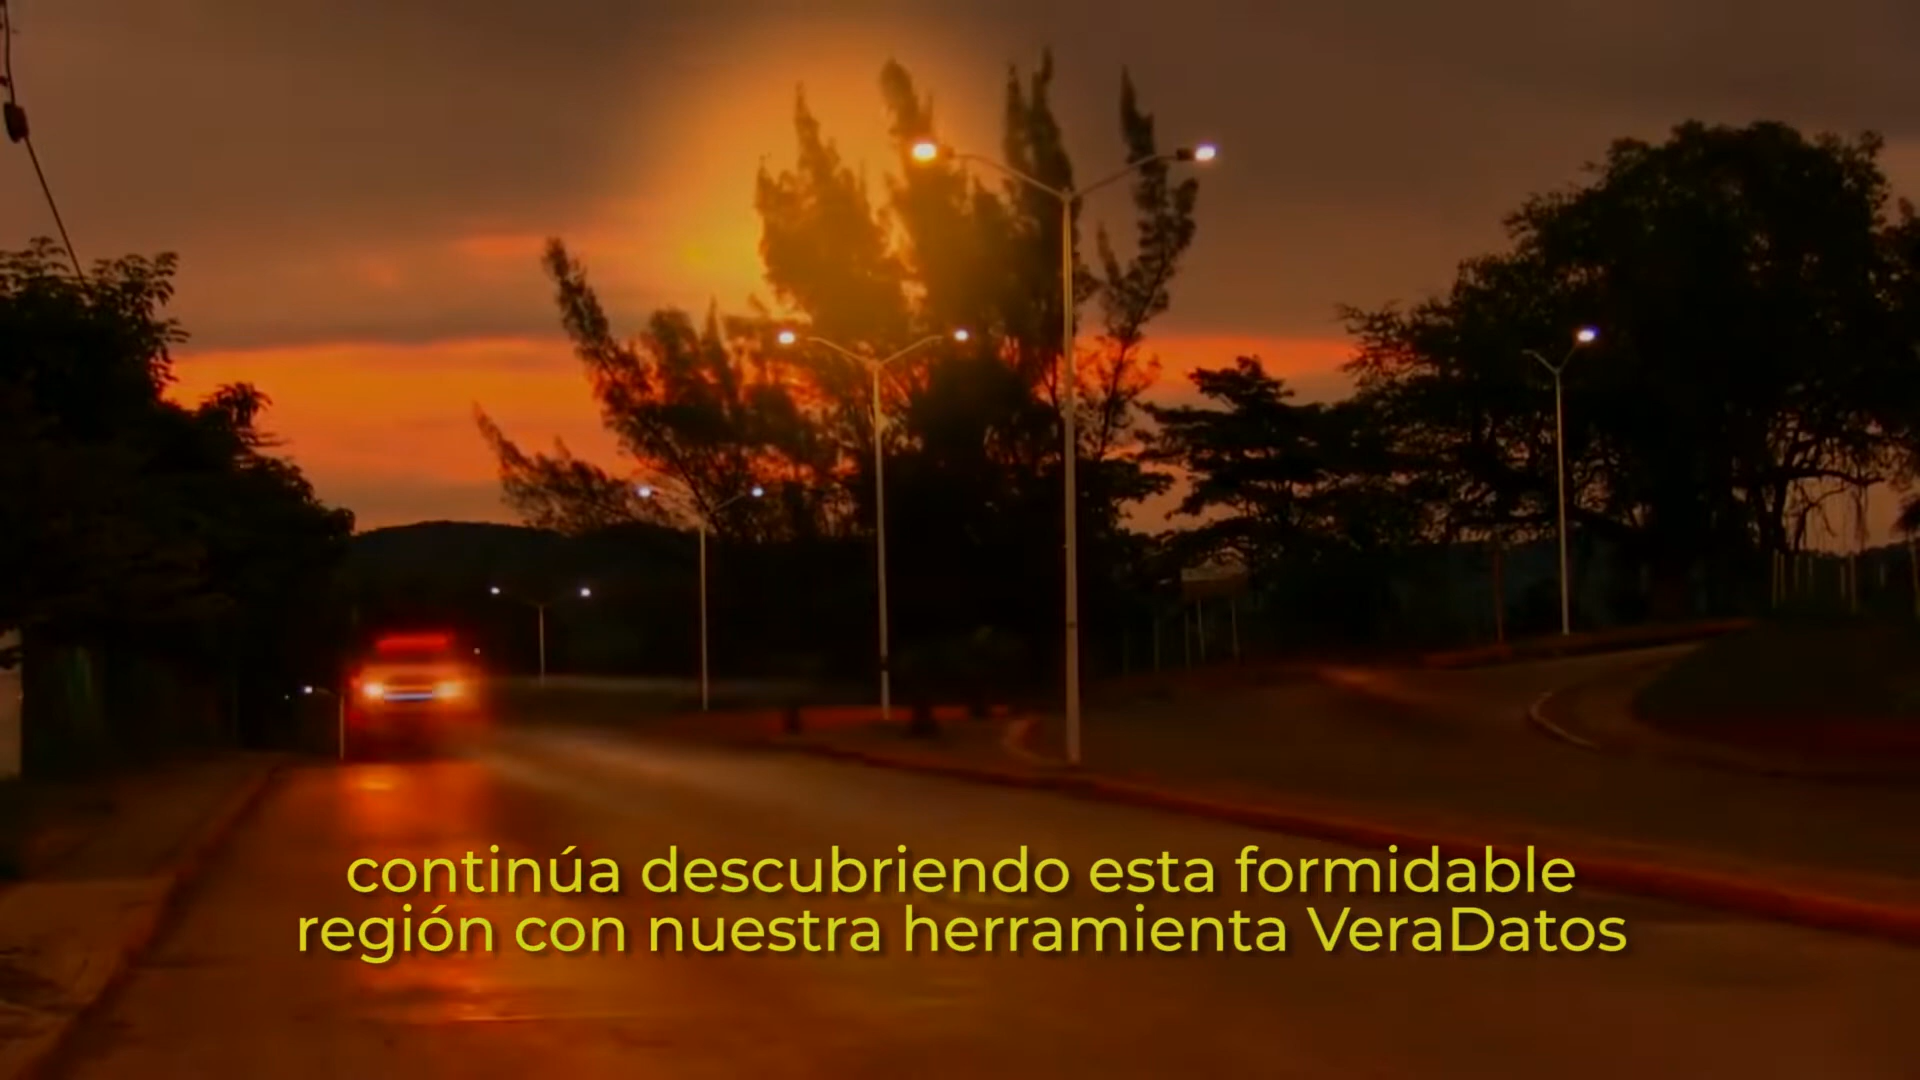 continúa descubriendo esta formidable
región con nuestra herramienta VeraDatos